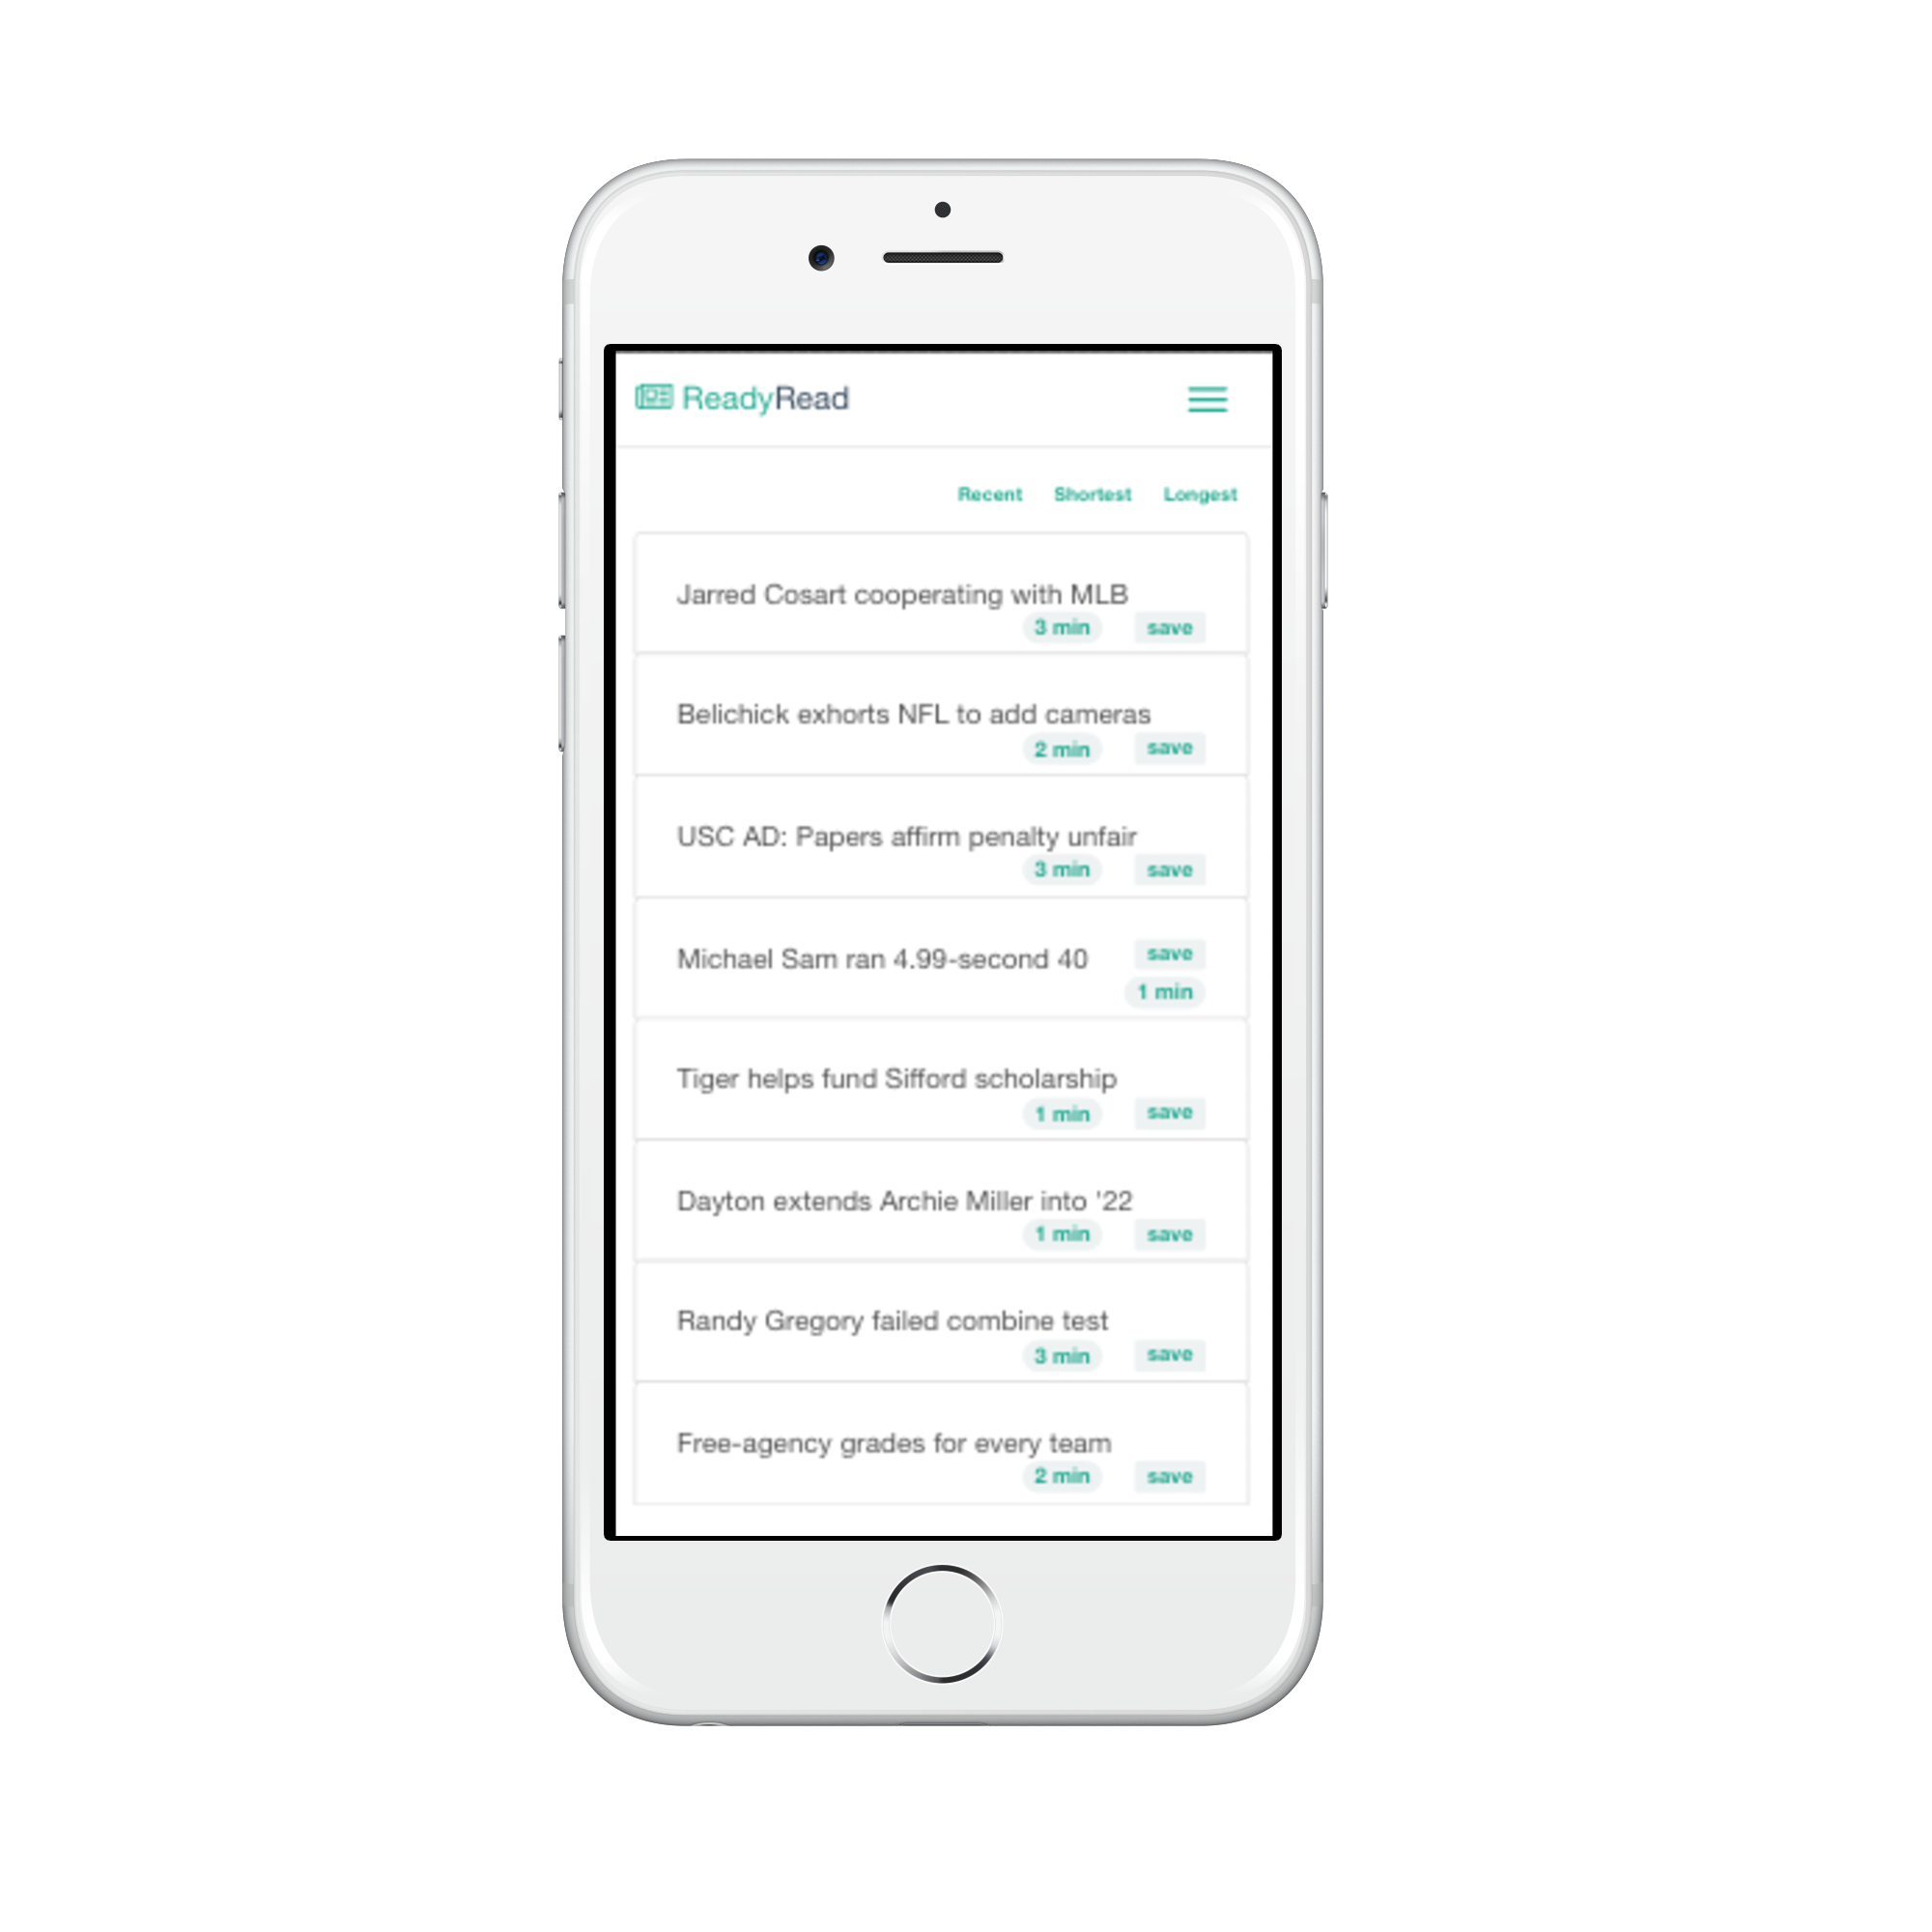 ReadyRead
Recent Shortest Longest
Jarred Cosart cooperating with MLB
3 min save
Belichick exhorts NFL to add cameras
2 min save
USC AD: Papers affirm penalty unfair
3 min save
Michael Sam ran 4.99-second 40 save
1 min
Tiger helps fund Sifford scholarship
1 min save
Dayton extends Archie Miller into '22
1 min save
Randy Gregory failed combine test
3 min save
Free-agency grades for every team
2 min save